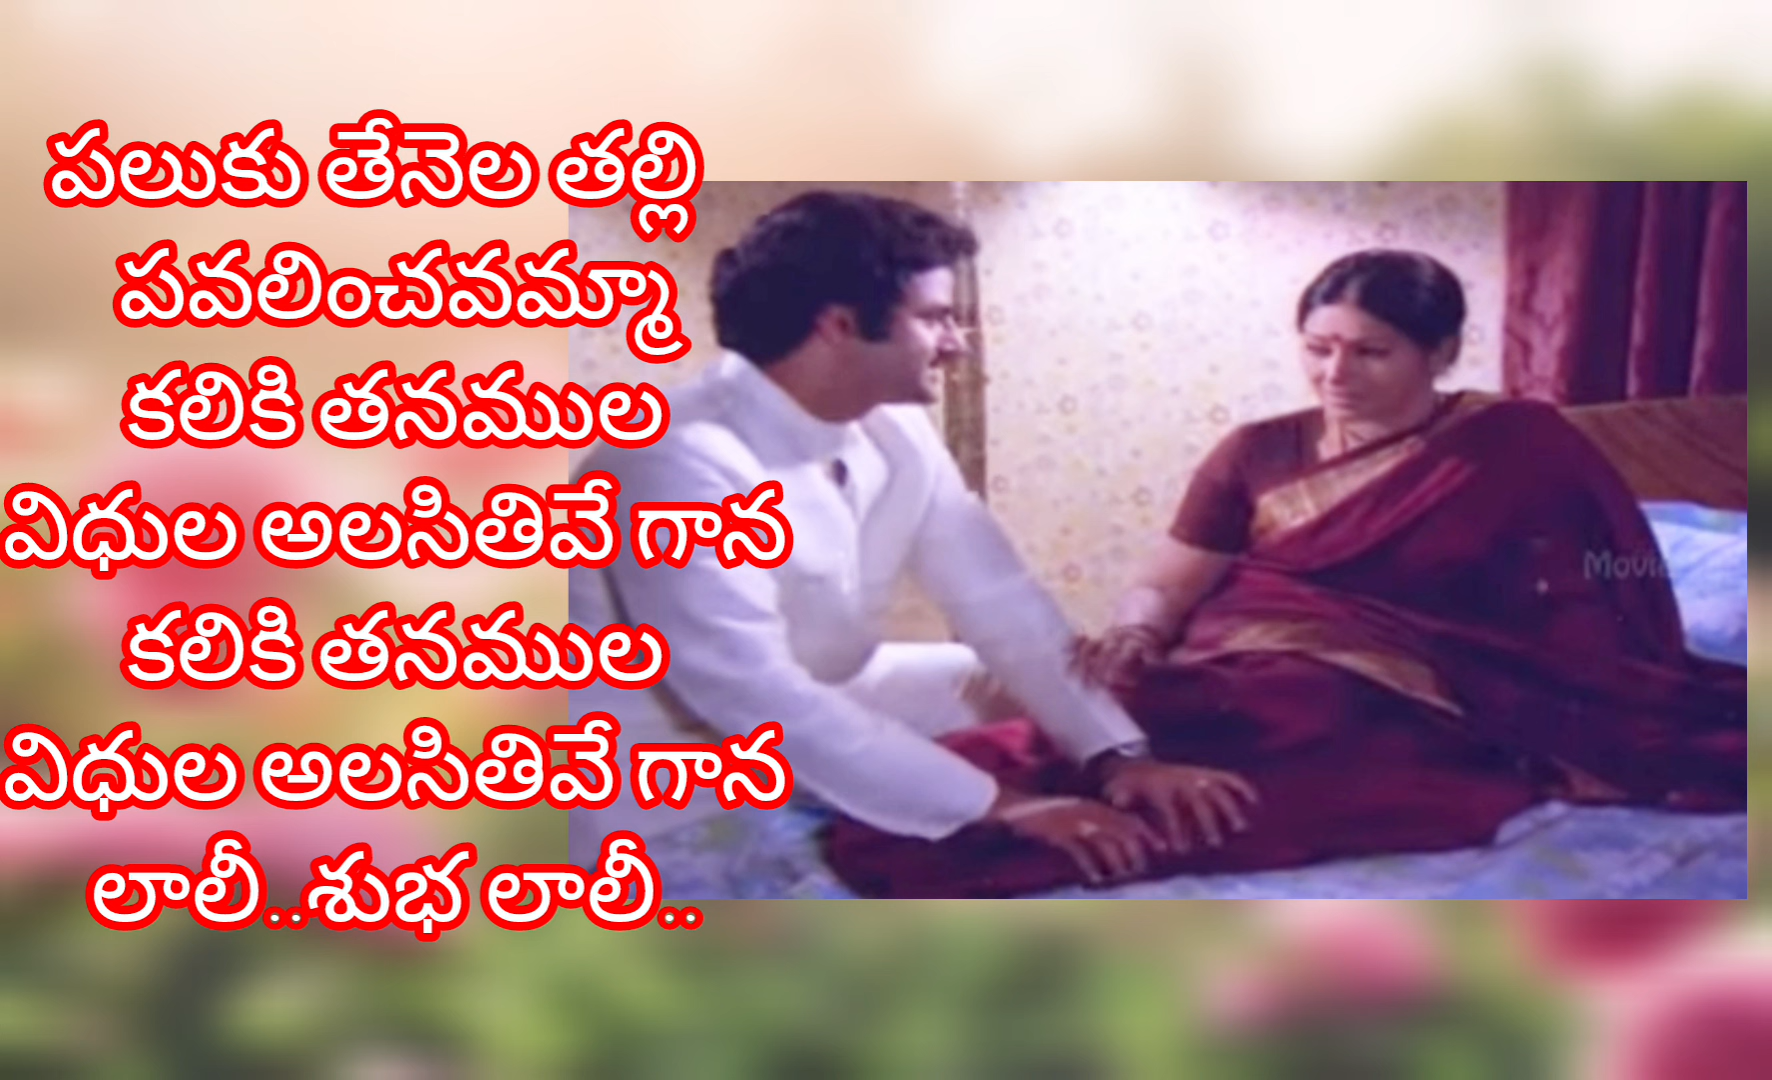 పలుకు తేనెల తల్లి
పవలించవమ్మా
కలికి తనముల
విధుల అలసితివే గాన
కలికి తనముల
విధుల అలసితివే గాన
లాలీ..శుభ లాలీ..